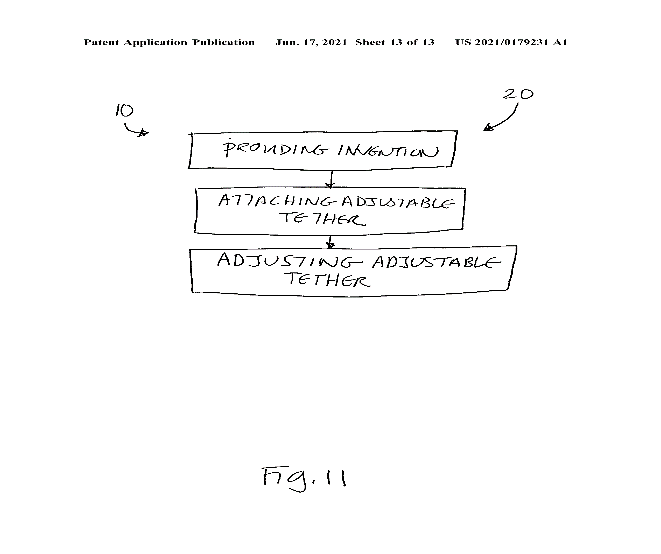 Patent Application Publication Jun. 17, 2021 Sheet 13 of 13 US 2021/0179231 A1
10
20
PROVIDING INVENTION
ATTACHING ADJUSTABLE
TETHER
ADJUSTING ADJUSTABLE
TETHER
Fig. 11